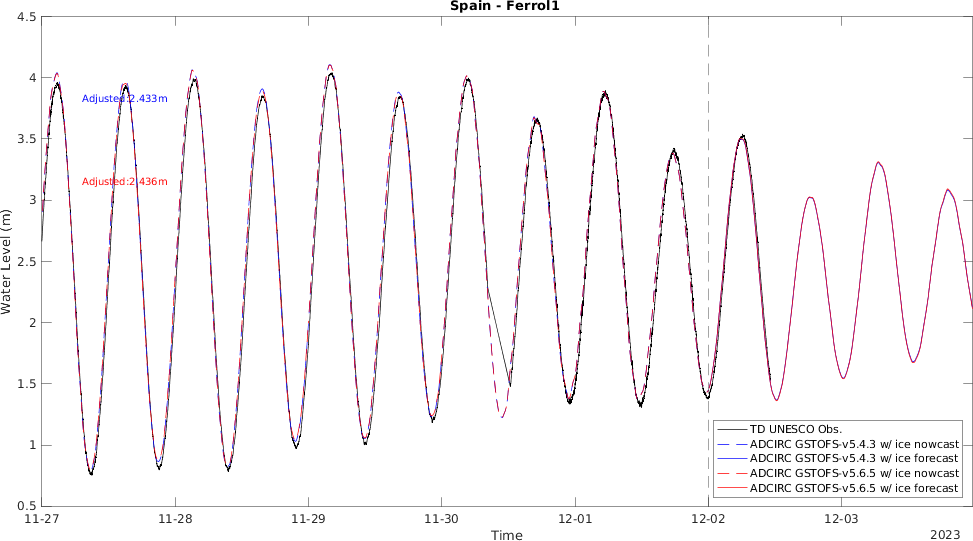 Spain - Ferrol1
4.5
4
3.5
3
2.5
2
1.5
1
0.5
Water Level (m)
Adjusted:2.433m
Adjusted:2.436m
TD UNESCO Obs.
ADCIRC GSTOFS-v5.4.3 w/ ice nowcast
ADCIRC GSTOFS-v5.4.3 w/ ice forecast
ADCIRC GSTOFS-v5.6.5 w/ ice nowcast
ADCIRC GSTOFS-v5.6.5 w/ ice forecast
11-27 11-28 11-29 11-30 12-01 12-02 12-03
Time
2023